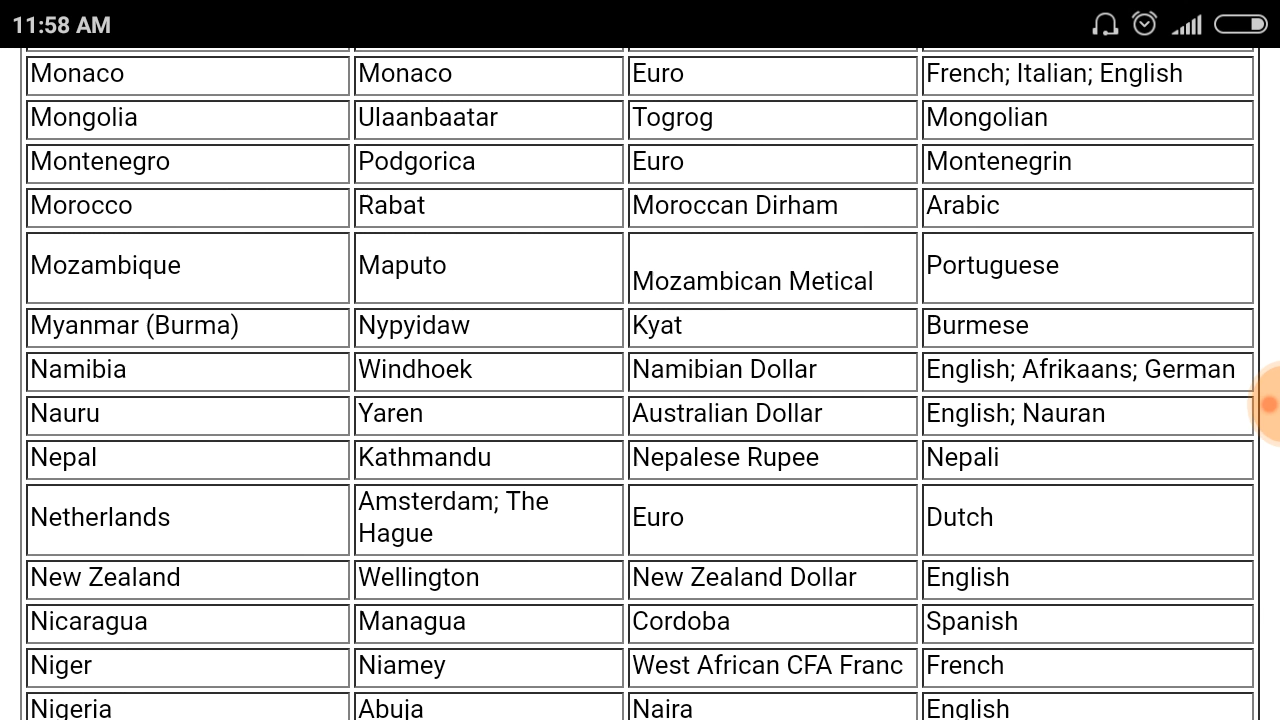 11:58 AM
Monaco Monaco Euro French; Italian; English
Mongolia Ulaanbaatar Togrog Mongolian
Montenegro Podgorica Euro Montenegrin
Morocco Rabat Moroccan Dirham Arabic
Mozambique Maputo Mozambican Metical Portuguese
Myanmar (Burma) Nypyidaw Kyat Burmese
Namibia Windhoek Namibian Dollar English; Afrikaans; German
Nauru Yaren Australian Dollar English; Nauran
Nepal Kathmandu Nepalese Rupee Nepali
Netherlands Amsterdam; The Hague Euro Dutch
New Zealand Wellington New Zealand Dollar English
Nicaragua Managua Cordoba Spanish
Niger Niamey West African CFA Franc French
Nigeria Abuja Naira English